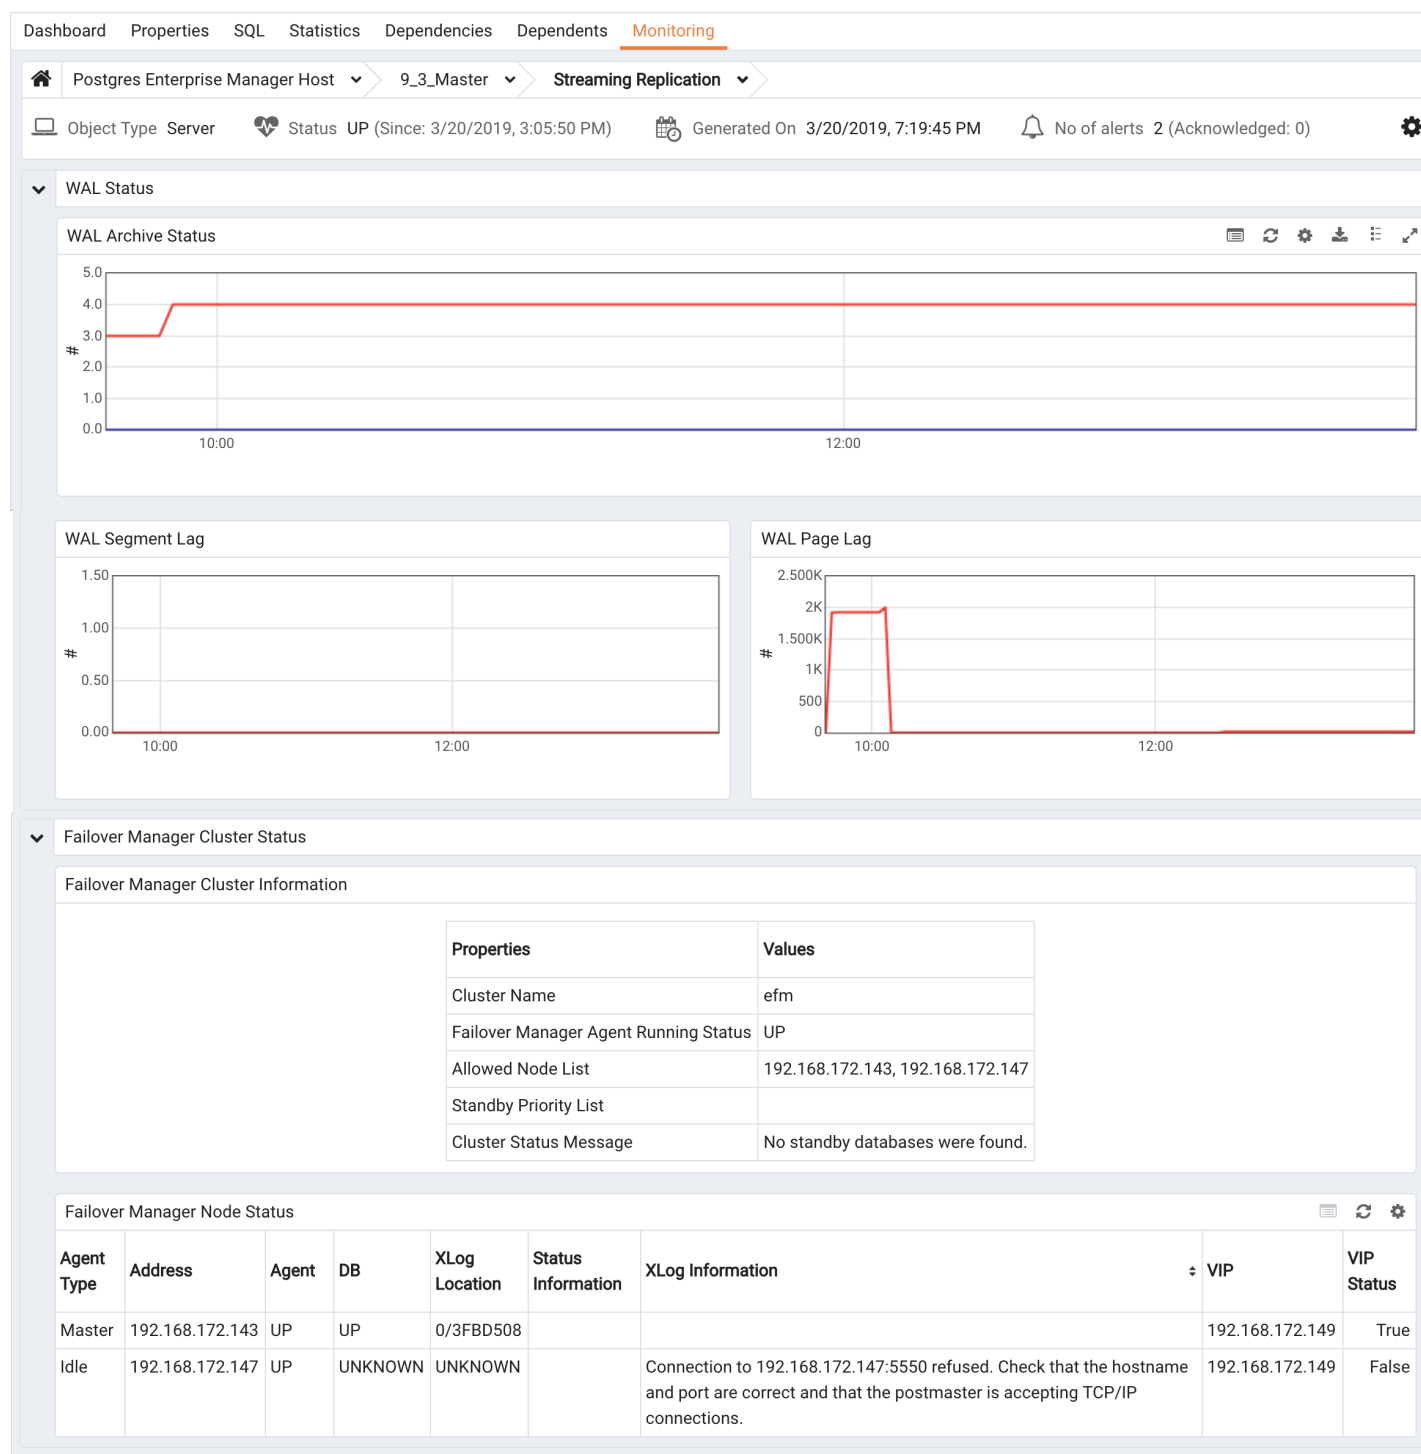 Dashboard Properties SQL Statistics Dependencies Dependents Monitoring
Postgres Enterprise Manager Host 9_3_Master Streaming Replication
Object Type Server Status UP (Since: 3/20/2019, 3:05:50 PM) Generated On 3/20/2019, 7:19:45 PM No of alerts 2 (Acknowledged: 0)
WAL Status
WAL Archive Status
5.0
4.0
3.0
#
2.0
1.0
0.0
10:00 12:00
WAL Segment Lag
1.50
1.00
#
0.50
0.00
10:00 12:00
WAL Page Lag
2.500K
2K
1.500K
#
1K
500
0
10:00 12:00
Failover Manager Cluster Status
Failover Manager Cluster Information
Properties Values
Cluster Name efm
Failover Manager Agent Running Status UP
Allowed Node List 192.168.172.143, 192.168.172.147
Standby Priority List
Cluster Status Message No standby databases were found.
Failover Manager Node Status
Agent Type Address Agent DB XLog Location Status Information XLog Information VIP VIP Status
Master 192.168.172.143 UP UP 0/3FBD508 192.168.172.149 True
Idle 192.168.172.147 UP UNKNOWN UNKNOWN Connection to 192.168.172.147:5550 refused. Check that the hostname 192.168.172.149 False
and port are correct and that the postmaster is accepting TCP/IP
connections.